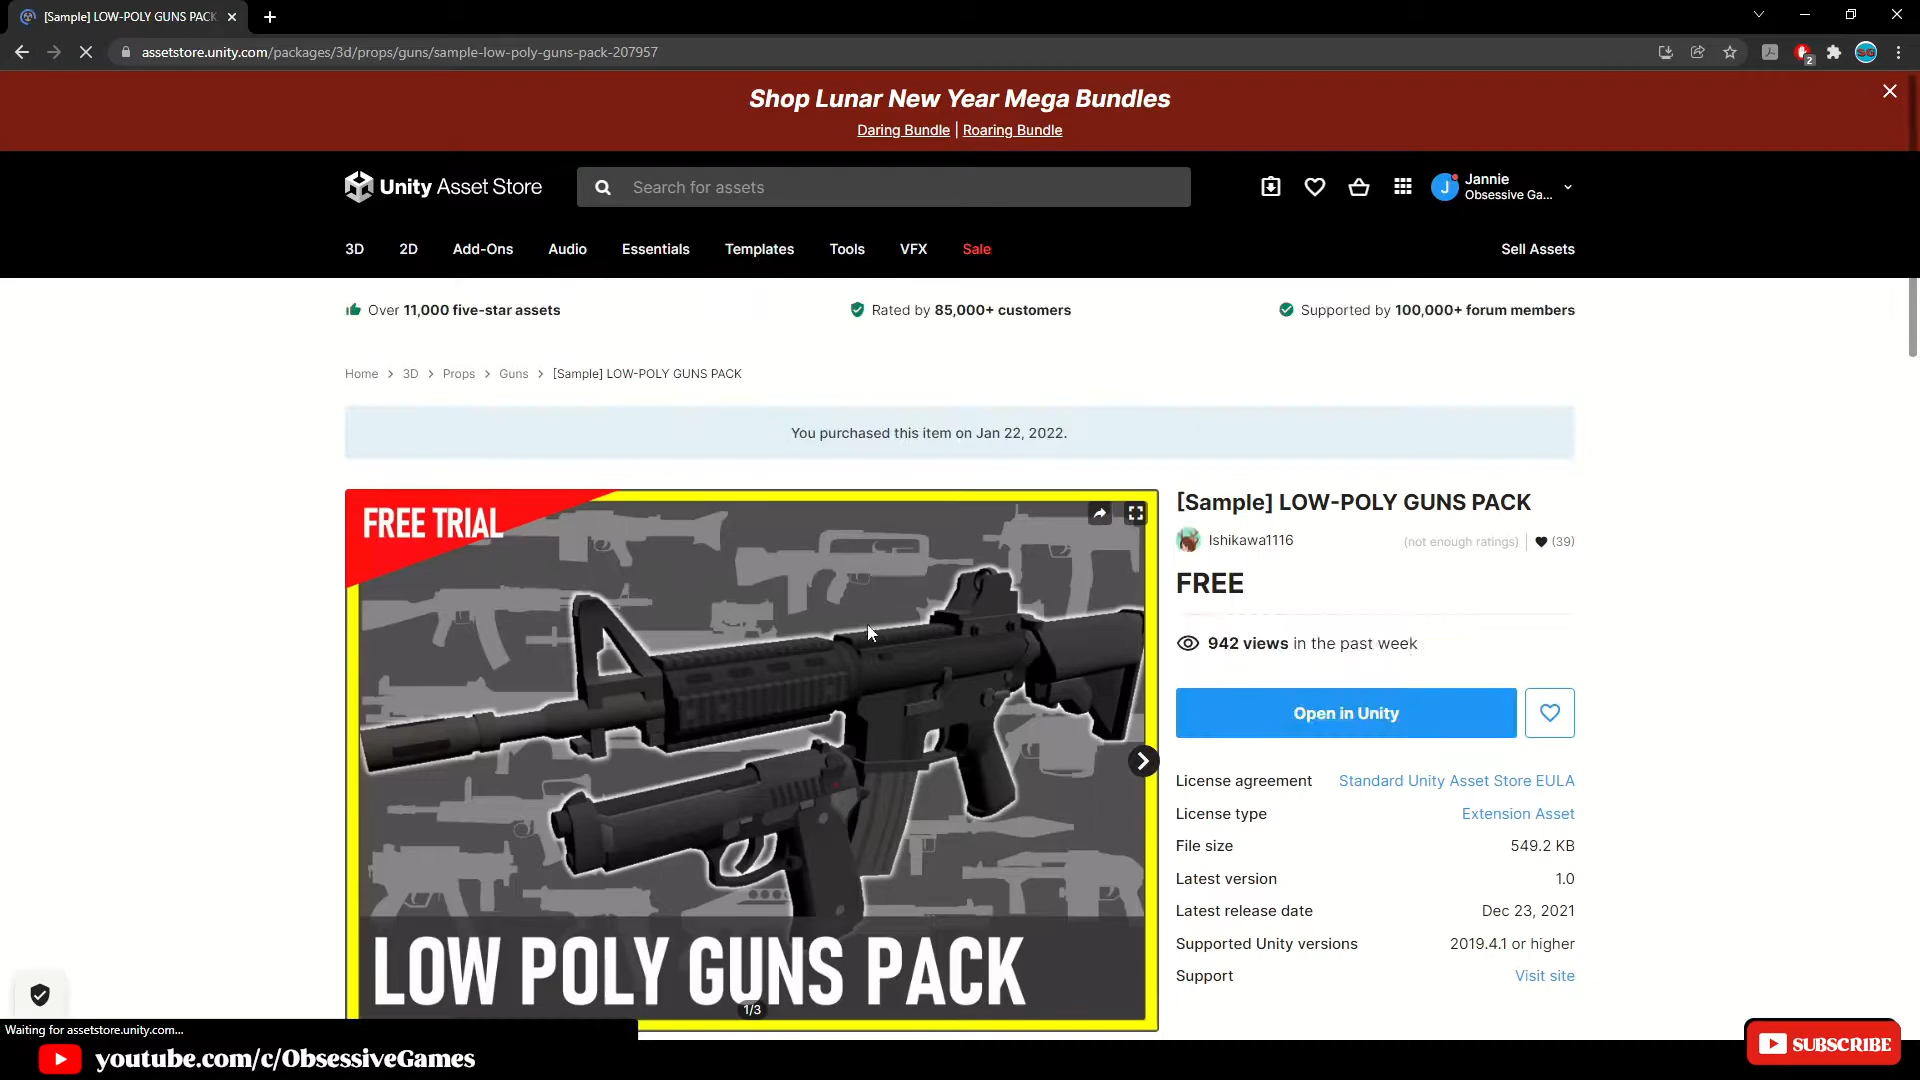 [Sample] LOW-POLY GUNS PACK
assetstore.unity.com/packages/3d/props/guns/sample-low-poly-guns-pack-207957
2
SG
Shop Lunar New Year Mega Bundles
Daring Bundle | Roaring Bundle
Unity Asset Store
Search for assets
J
Jannie
Obsessive Ga...
3D 2D Add-Ons Audio Essentials Templates Tools VFX Sale Sell Assets
Over 11,000 five-star assets
Rated by 85,000+ customers
Supported by 100,000+ forum members
Home > 3D > Props > Guns > [Sample] LOW-POLY GUNS PACK
You purchased this item on Jan 22, 2022.
FREE TRIAL
LOW POLY GUNS PACK
1/3
[Sample] LOW-POLY GUNS PACK
Ishikawa1116 (not enough ratings) | (39)
FREE
942 views in the past week
Open in Unity
License agreement Standard Unity Asset Store EULA
License type Extension Asset
File size 549.2 KB
Latest version 1.0
Latest release date Dec 23, 2021
Supported Unity versions 2019.4.1 or higher
Support Visit site
Waiting for assetstore.unity.com...
youtube.com/c/ObsessiveGames
SUBSCRIBE